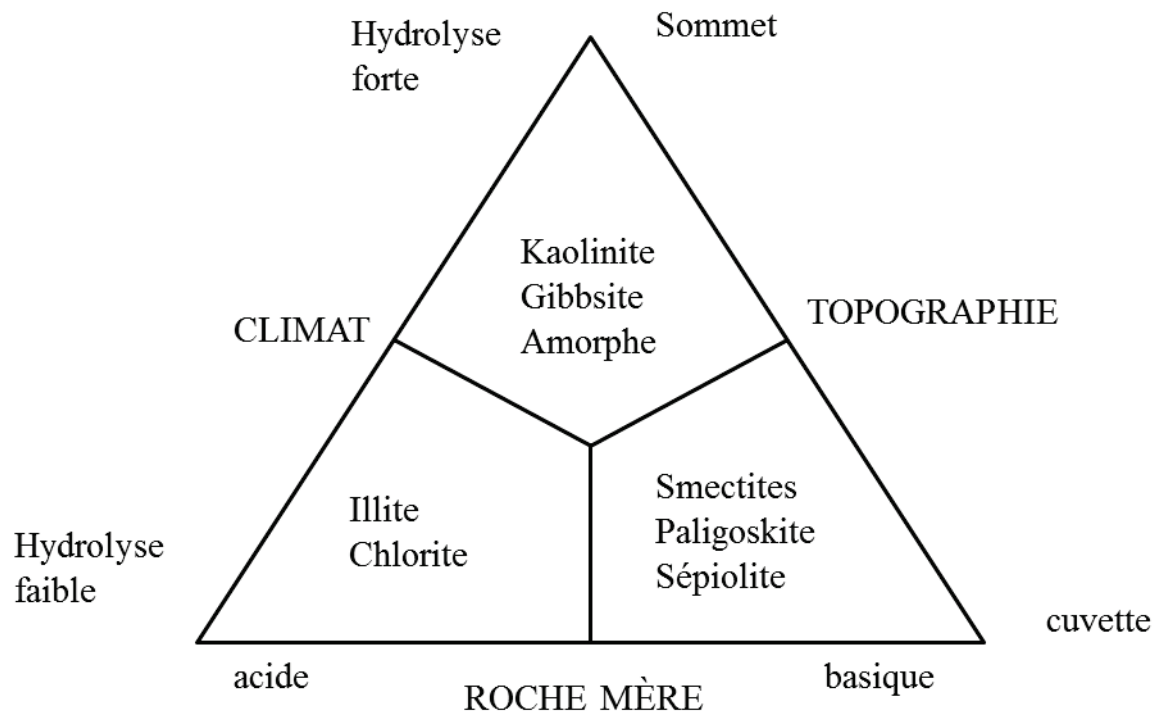 Hydrolyse
forte
Sommet
Kaolinite
Gibbsite
Amorphe
CLIMAT
TOPOGRAPHIE
Illite
Chlorite
Smectites
Paligoskite
Sépiolite
Hydrolyse
faible
cuvette
acide
ROCHE MÈRE
basique